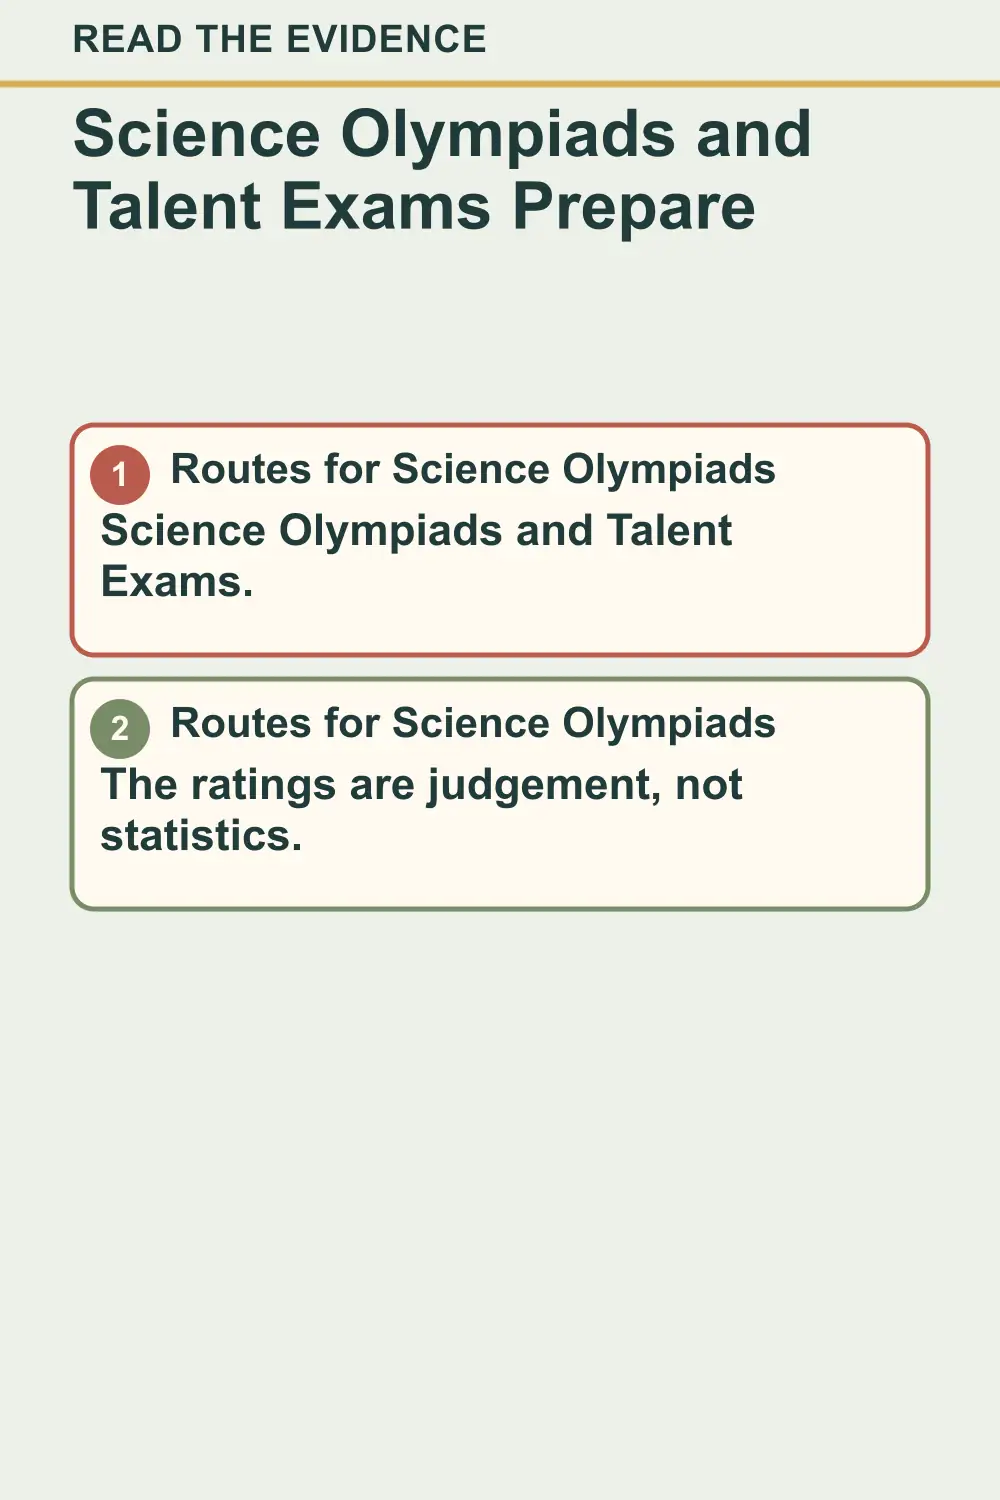 READ THE EVIDENCE
Science Olympiads and
Talent Exams Prepare
1 Routes for Science Olympiads
Science Olympiads and Talent
Exams.
2 Routes for Science Olympiads
The ratings are judgement, not
statistics.